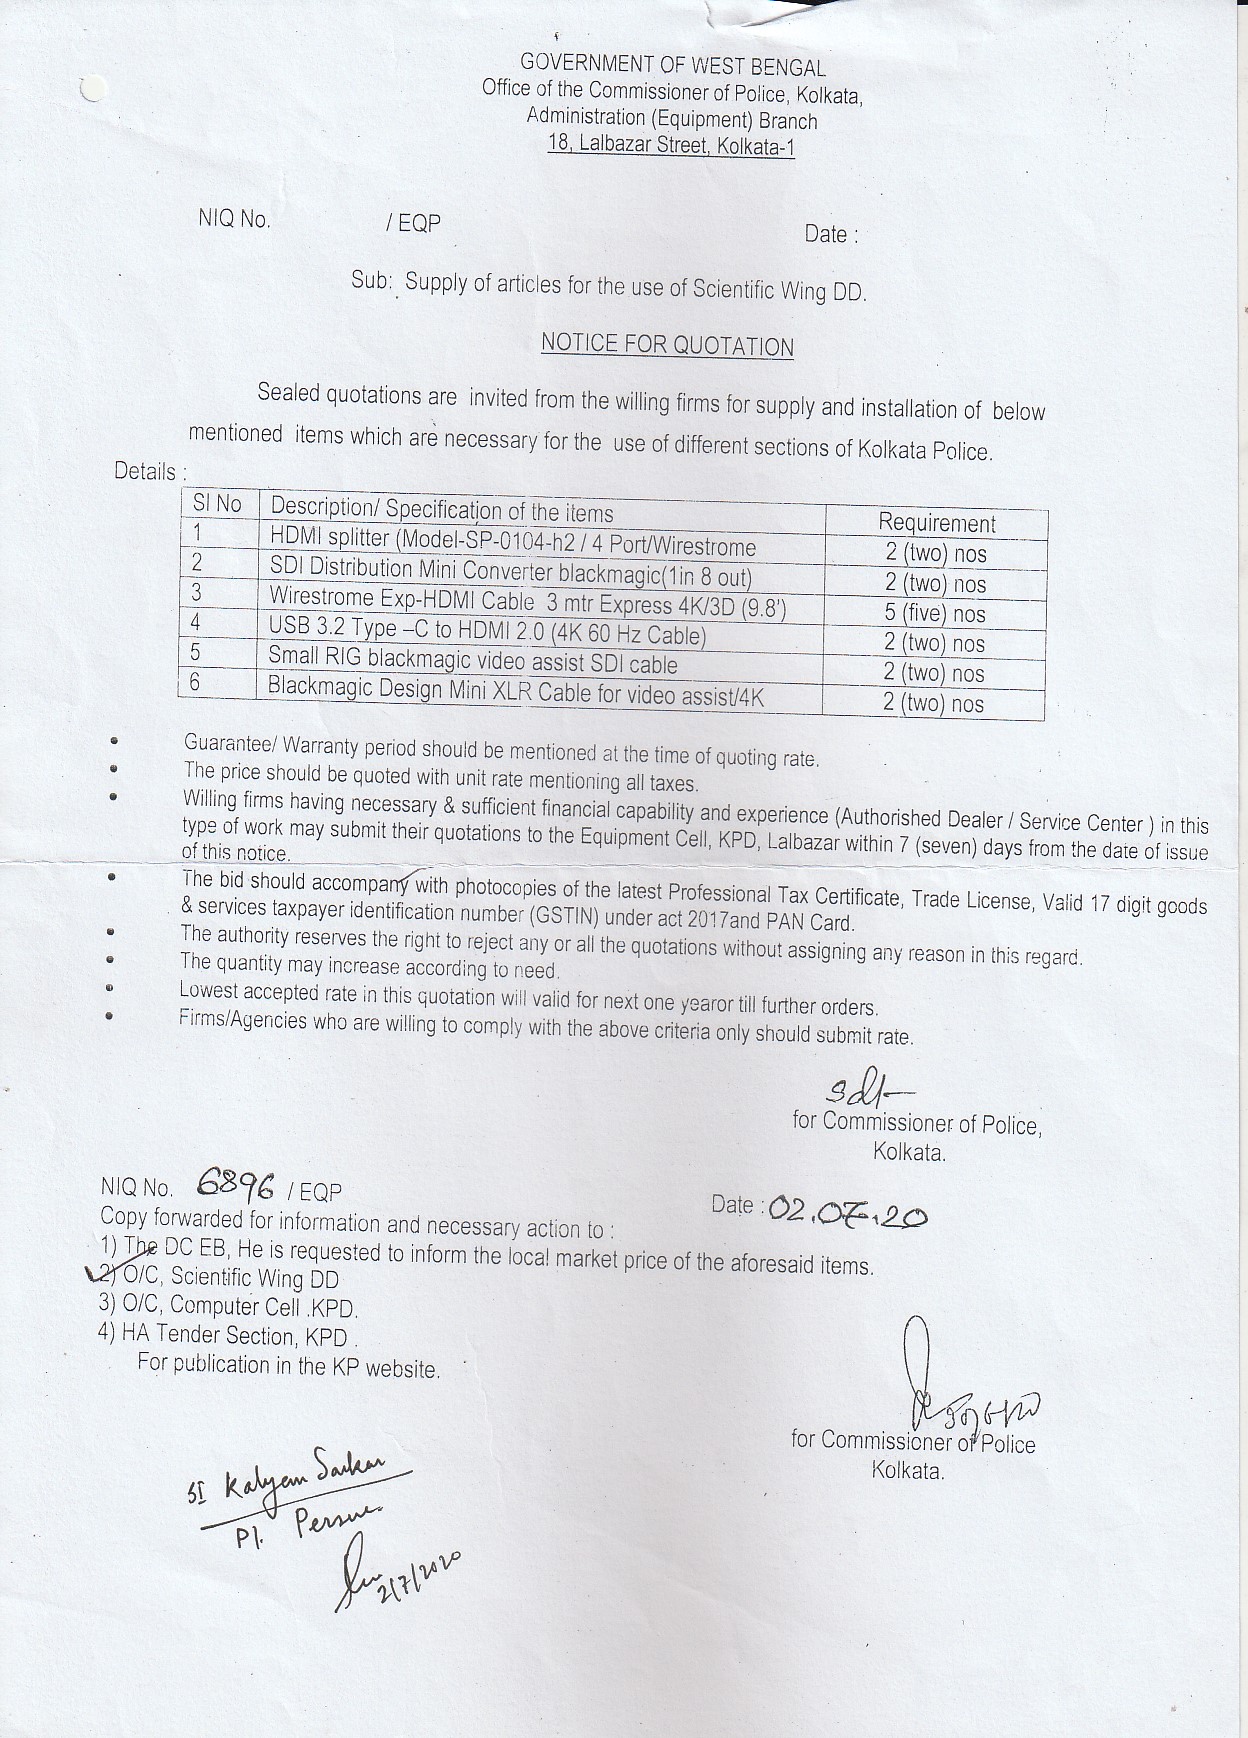 GOVERNMENT OF WEST BENGAL
Office of the Commissioner of Police, Kolkata,
Administration (Equipment) Branch
18, Lalbazar Street, Kolkata-1
NIQ No. / EQP
Date :
Sub: Supply of articles for the use of Scientific Wing DD.
NOTICE FOR QUOTATION
Sealed quotations are invited from the willing firms for supply and installation of below
mentioned items which are necessary for the use of different sections of Kolkata Police.
Details :
Sl No Description/ Specification of the items Requirement
1 HDMI splitter (Model-SP-0104-h2 / 4 Port/Wirestrome 2 (two) nos
2 SDI Distribution Mini Converter blackmagic(1in 8 out) 2 (two) nos
3 Wirestrome Exp-HDMI Cable 3 mtr Express 4K/3D (9.8') 5 (five) nos
4 USB 3.2 Type –C to HDMI 2.0 (4K 60 Hz Cable) 2 (two) nos
5 Small RIG blackmagic video assist SDI cable 2 (two) nos
6 Blackmagic Design Mini XLR Cable for video assist/4K 2 (two) nos
• Guarantee/ Warranty period should be mentioned at the time of quoting rate.
• The price should be quoted with unit rate mentioning all taxes.
• Willing firms having necessary & sufficient financial capability and experience (Authorished Dealer / Service Center ) in this
type of work may submit their quotations to the Equipment Cell, KPD, Lalbazar within 7 (seven) days from the date of issue
of this notice.
• The bid should accompany with photocopies of the latest Professional Tax Certificate, Trade License, Valid 17 digit goods
& services taxpayer identification number (GSTIN) under act 2017and PAN Card.
• The authority reserves the right to reject any or all the quotations without assigning any reason in this regard.
• The quantity may increase according to need.
• Lowest accepted rate in this quotation will valid for next one yearor till further orders.
• Firms/Agencies who are willing to comply with the above criteria only should submit rate.
Sd/-
for Commissioner of Police,
Kolkata.
NIQ No. 6896 / EQP
Date : 02.07.20
Copy forwarded for information and necessary action to :
1) The DC EB, He is requested to inform the local market price of the aforesaid items.
2) O/C, Scientific Wing DD
3) O/C, Computer Cell .KPD.
4) HA Tender Section, KPD .
For publication in the KP website.
for Commissioner of Police
Kolkata.
SI Kalyan Sarkar
Pl. Persue
2/7/2020